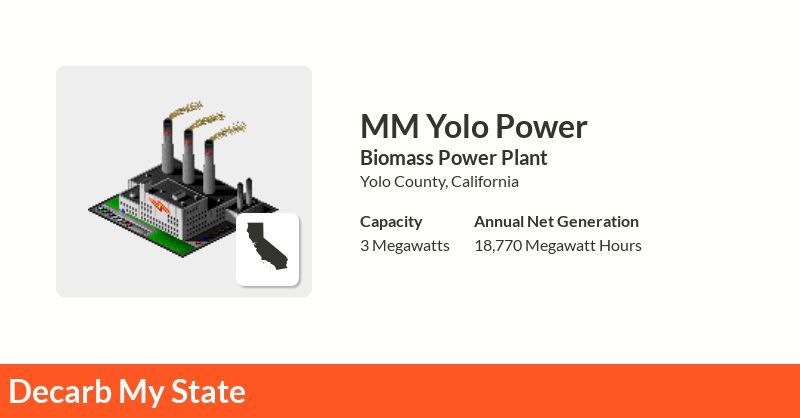 MM Yolo Power
Biomass Power Plant
Yolo County, California
Capacity Annual Net Generation
3 Megawatts 18,770 Megawatt Hours
Decarb My State